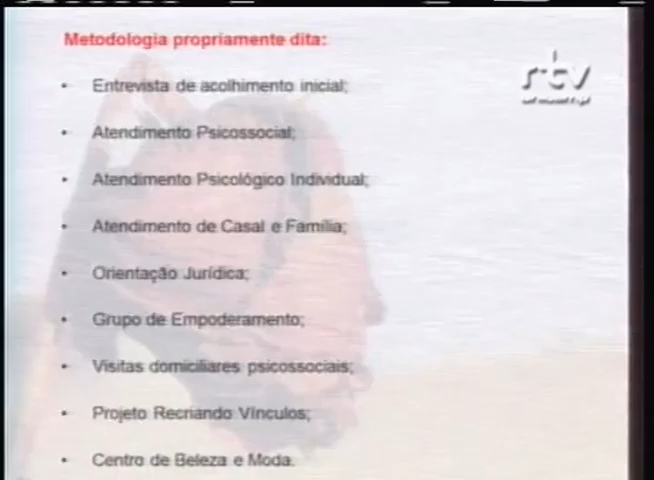 Metodologia propriamente dita:
• Entrevista de acolhimento inicial;
• Atendimento Psicossocial;
• Atendimento Psicológico Individual;
• Atendimento de Casal e Família;
• Orientação Jurídica;
• Grupo de Empoderamento;
• Visitas domiciliares psicossociais;
• Projeto Recriando Vínculos;
• Centro de Beleza e Moda.
rtv